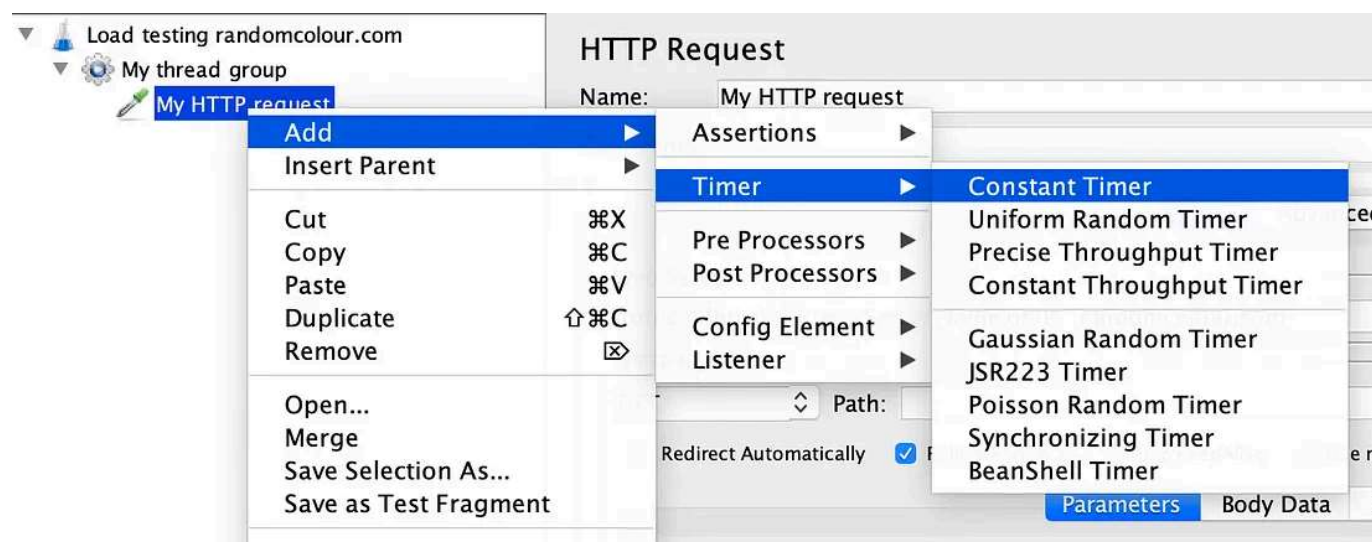 Load testing randomcolour.com
My thread group
My HTTP request
HTTP Request
Name: My HTTP request
Add
Insert Parent
Cut ⌘X
Copy ⌘C
Paste ⌘V
Duplicate ⇧⌘C
Remove ⌦
Open...
Merge
Save Selection As...
Save as Test Fragment
Assertions
Timer
Pre Processors
Post Processors
Config Element
Listener
Constant Timer
Uniform Random Timer
Precise Throughput Timer
Constant Throughput Timer
Gaussian Random Timer
JSR223 Timer
Poisson Random Timer
Synchronizing Timer
BeanShell Timer
Path:
Redirect Automatically
Parameters Body Data